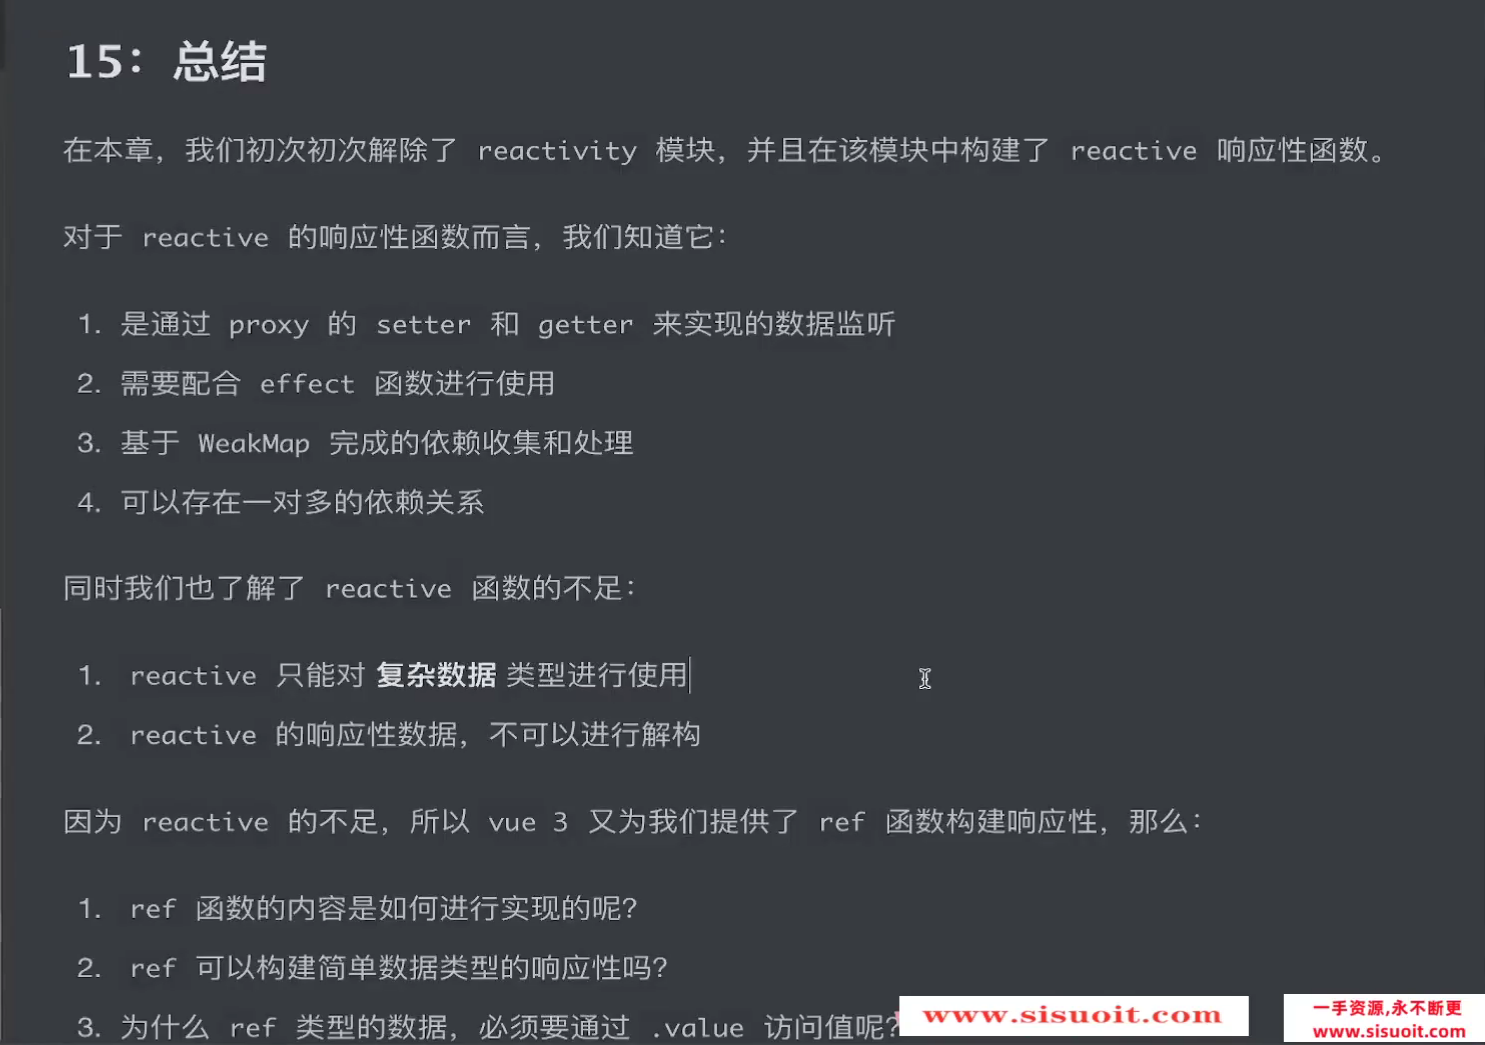 15：总结
在本章，我们初次初次解除了 reactivity 模块，并且在该模块中构建了 reactive 响应性函数。
对于 reactive 的响应性函数而言，我们知道它：
1. 是通过 proxy 的 setter 和 getter 来实现的数据监听
2. 需要配合 effect 函数进行使用
3. 基于 WeakMap 完成的依赖收集和处理
4. 可以存在一对多的依赖关系
同时我们也了解了 reactive 函数的不足：
1. reactive 只能对 复杂数据 类型进行使用
2. reactive 的响应性数据，不可以进行解构
因为 reactive 的不足，所以 vue 3 又为我们提供了 ref 函数构建响应性，那么：
1. ref 函数的内容是如何进行实现的呢？
2. ref 可以构建简单数据类型的响应性吗？
3. 为什么 ref 类型的数据，必须要通过 .value 访问值呢？
www.sisuoit.com
一手资源,永不断更
www.sisuoit.com